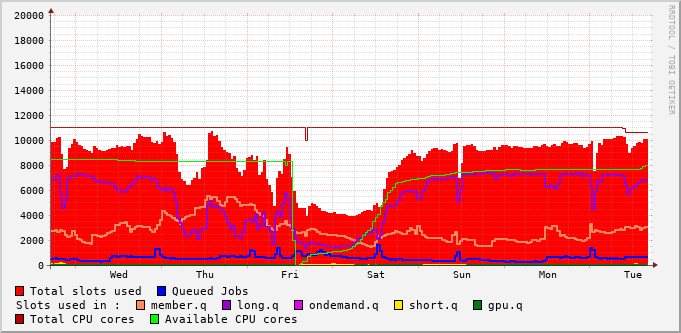 20000
18000
16000
14000
12000
10000
8000
6000
4000
2000
0
Wed Thu Fri Sat Sun Mon Tue
RRDTOOL / TOBI OETIKER
Total slots used Queued Jobs
Slots used in : member.q long.q ondemand.q short.q gpu.q
Total CPU cores Available CPU cores